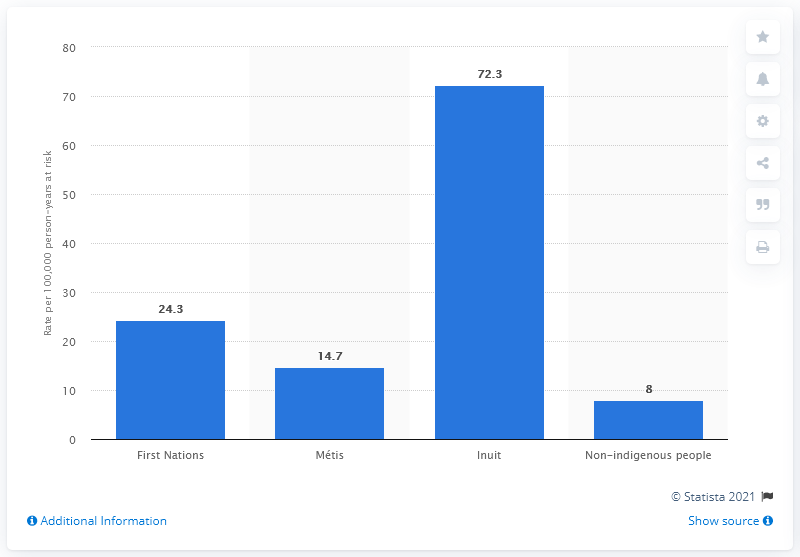 Rate per 100,000 person-years at risk
80
70
60
50
40
30
20
10
0
24.3
14.7
72.3
8
First Nations
Métis
Inuit
Non-indigenous people
© Statista 2021
Additional Information
Show source